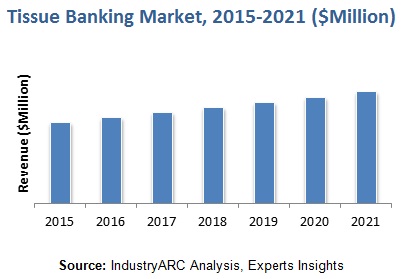 Tissue Banking Market, 2015-2021 ($Million)
Revenue ($Million)
2015 2016 2017 2018 2019 2020 2021
Source: IndustryARC Analysis, Experts Insights